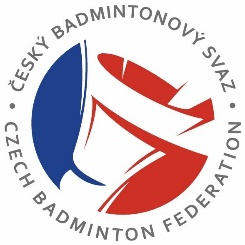 ČESKÝ BADMINTONOVÝ SVAZ
CZECH BADMINTON FEDERATION